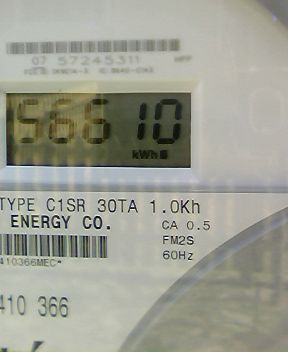 07 57245311
56610
kWh
TYPE C1SR 30TA 1.0Kh
ENERGY CO. CA 0.5
FM2S
410366MEC* 60Hz
410 366